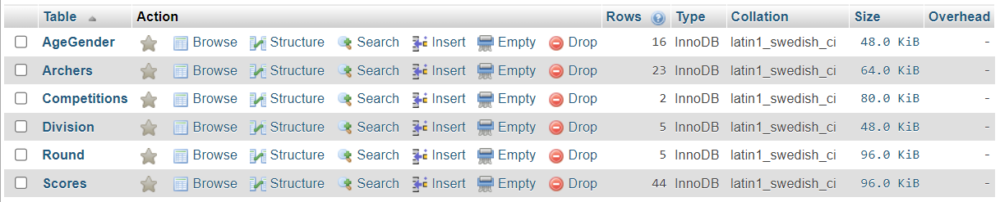 Table Action Rows Type Collation Size Overhead
AgeGender Browse Structure Search Insert Empty Drop 16 InnoDB latin1_swedish_ci 48.0 KiB -
Archers Browse Structure Search Insert Empty Drop 23 InnoDB latin1_swedish_ci 64.0 KiB -
Competitions Browse Structure Search Insert Empty Drop 2 InnoDB latin1_swedish_ci 80.0 KiB -
Division Browse Structure Search Insert Empty Drop 5 InnoDB latin1_swedish_ci 48.0 KiB -
Round Browse Structure Search Insert Empty Drop 5 InnoDB latin1_swedish_ci 96.0 KiB -
Scores Browse Structure Search Insert Empty Drop 44 InnoDB latin1_swedish_ci 96.0 KiB -